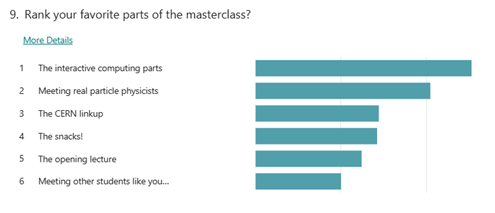 9. Rank your favorite parts of the masterclass?
More Details
1 The interactive computing parts
2 Meeting real particle physicists
3 The CERN linkup
4 The snacks!
5 The opening lecture
6 Meeting other students like you...